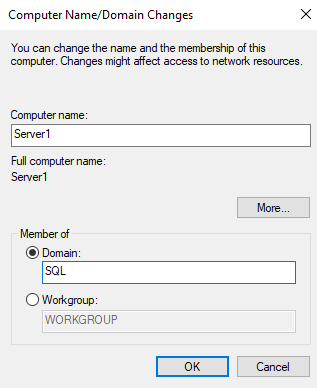 Computer Name/Domain Changes
You can change the name and the membership of this
computer. Changes might affect access to network resources.
Computer name:
Server1
Full computer name:
Server1
More...
Member of
Domain:
SQL
Workgroup:
WORKGROUP
OK Cancel